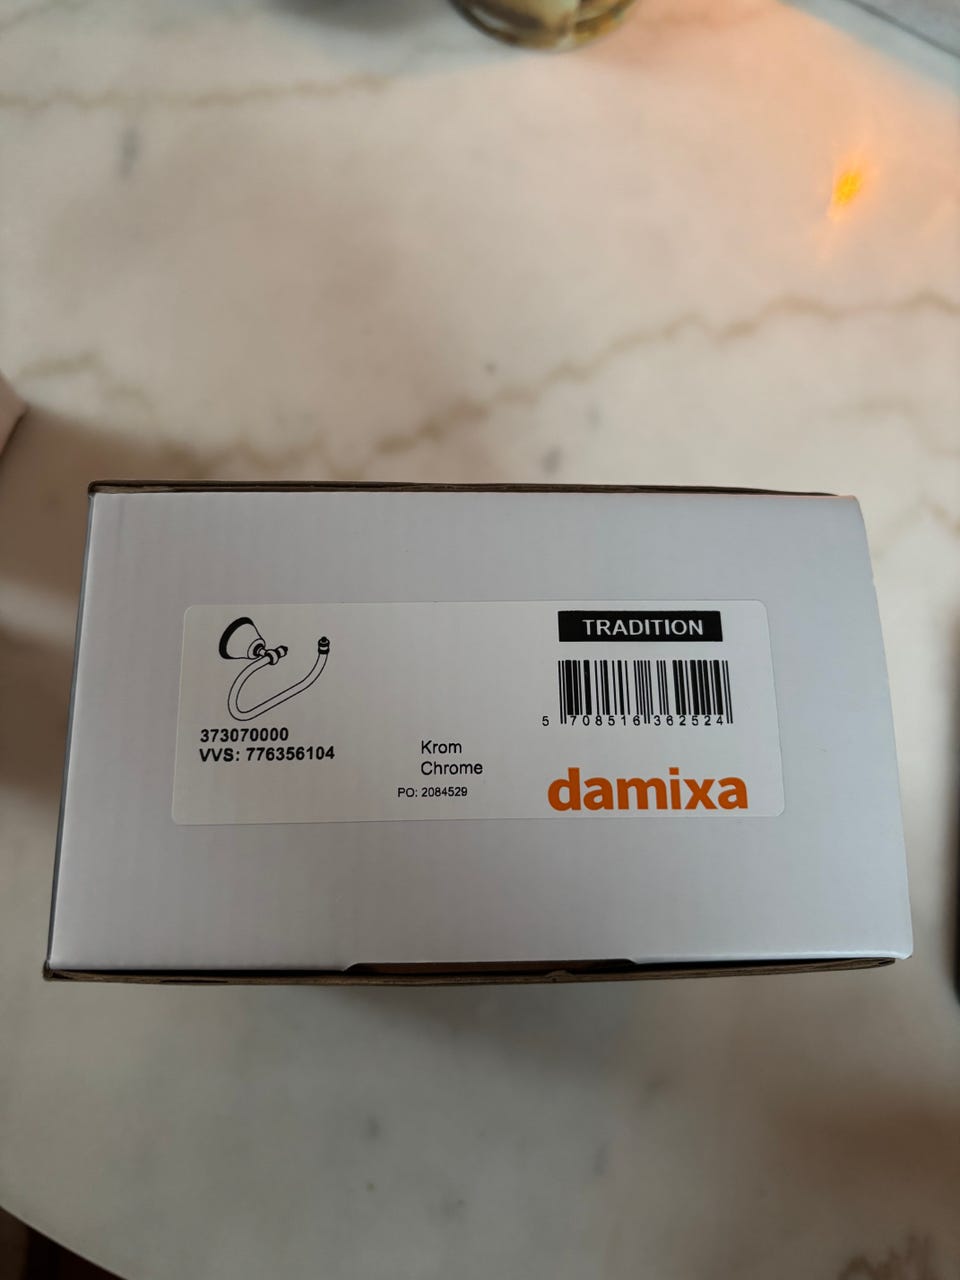 373070000
VVS: 776356104
Krom
Chrome
PO: 2084529
TRADITION
5 708516 362524
damixa